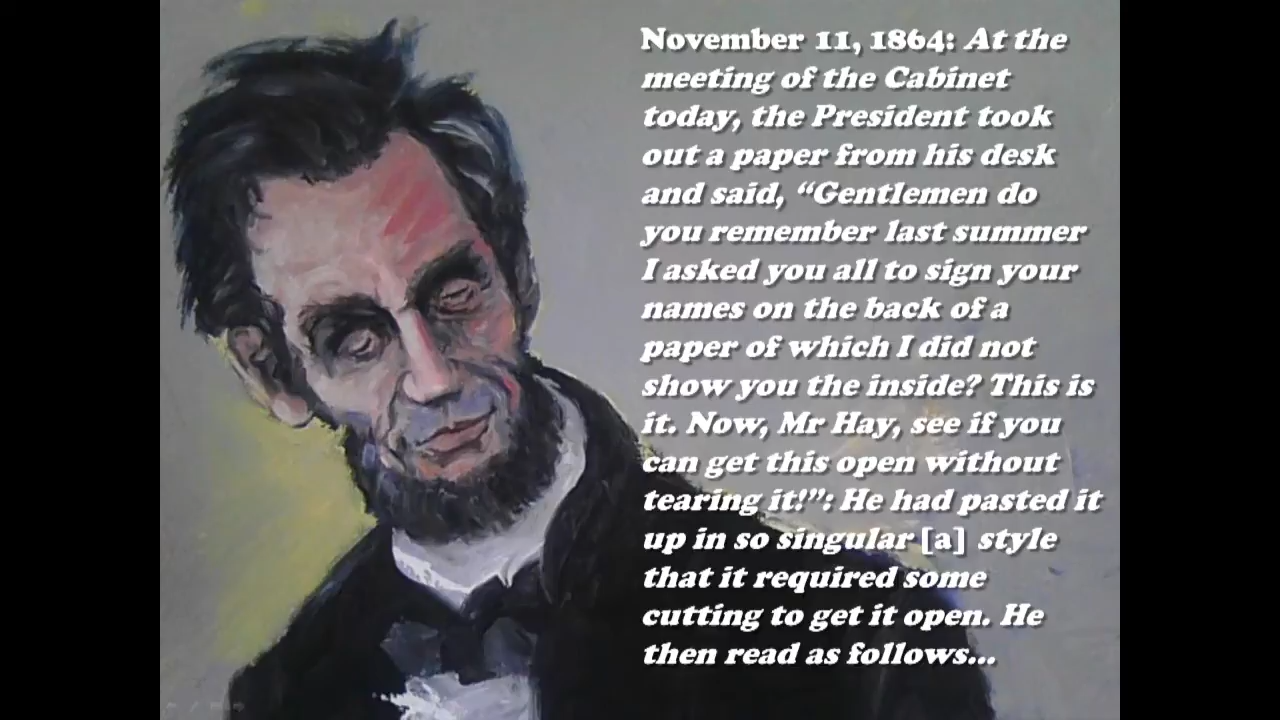 November 11, 1864: At the
meeting of the Cabinet
today, the President took
out a paper from his desk
and said, “Gentlemen do
you remember last summer
I asked you all to sign your
names on the back of a
paper of which I did not
show you the inside? This is
it. Now, Mr Hay, see if you
can get this open without
tearing it!”: He had pasted it
up in so singular [a] style
that it required some
cutting to get it open. He
then read as follows...